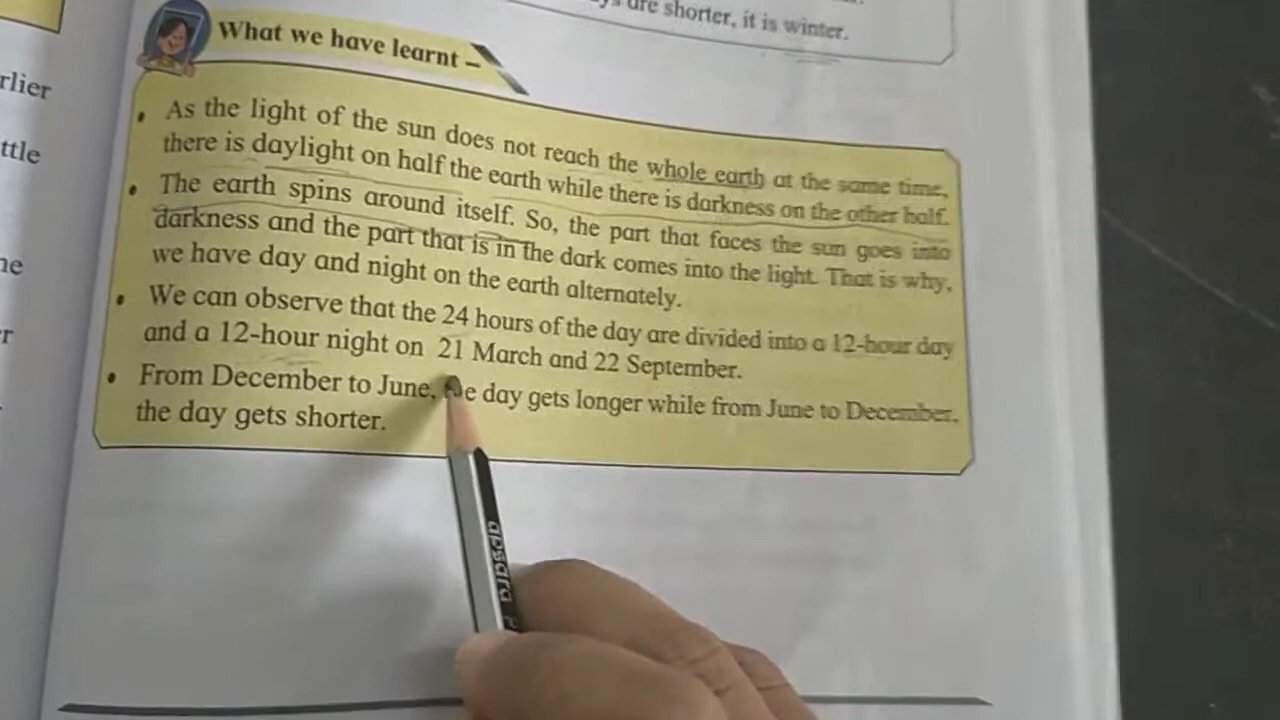 are shorter, it is winter.
What we have learnt –
rlier
ttle
• As the light of the sun does not reach the whole earth at the same time,
there is daylight on half the earth while there is darkness on the other half.
• The earth spins around itself. So, the part that faces the sun goes into
darkness and the part that is in the dark comes into the light. That is why,
we have day and night on the earth alternately.
• We can observe that the 24 hours of the day are divided into a 12-hour day
and a 12-hour night on 21 March and 22 September.
• From December to June, the day gets longer while from June to December,
the day gets shorter.
apsara